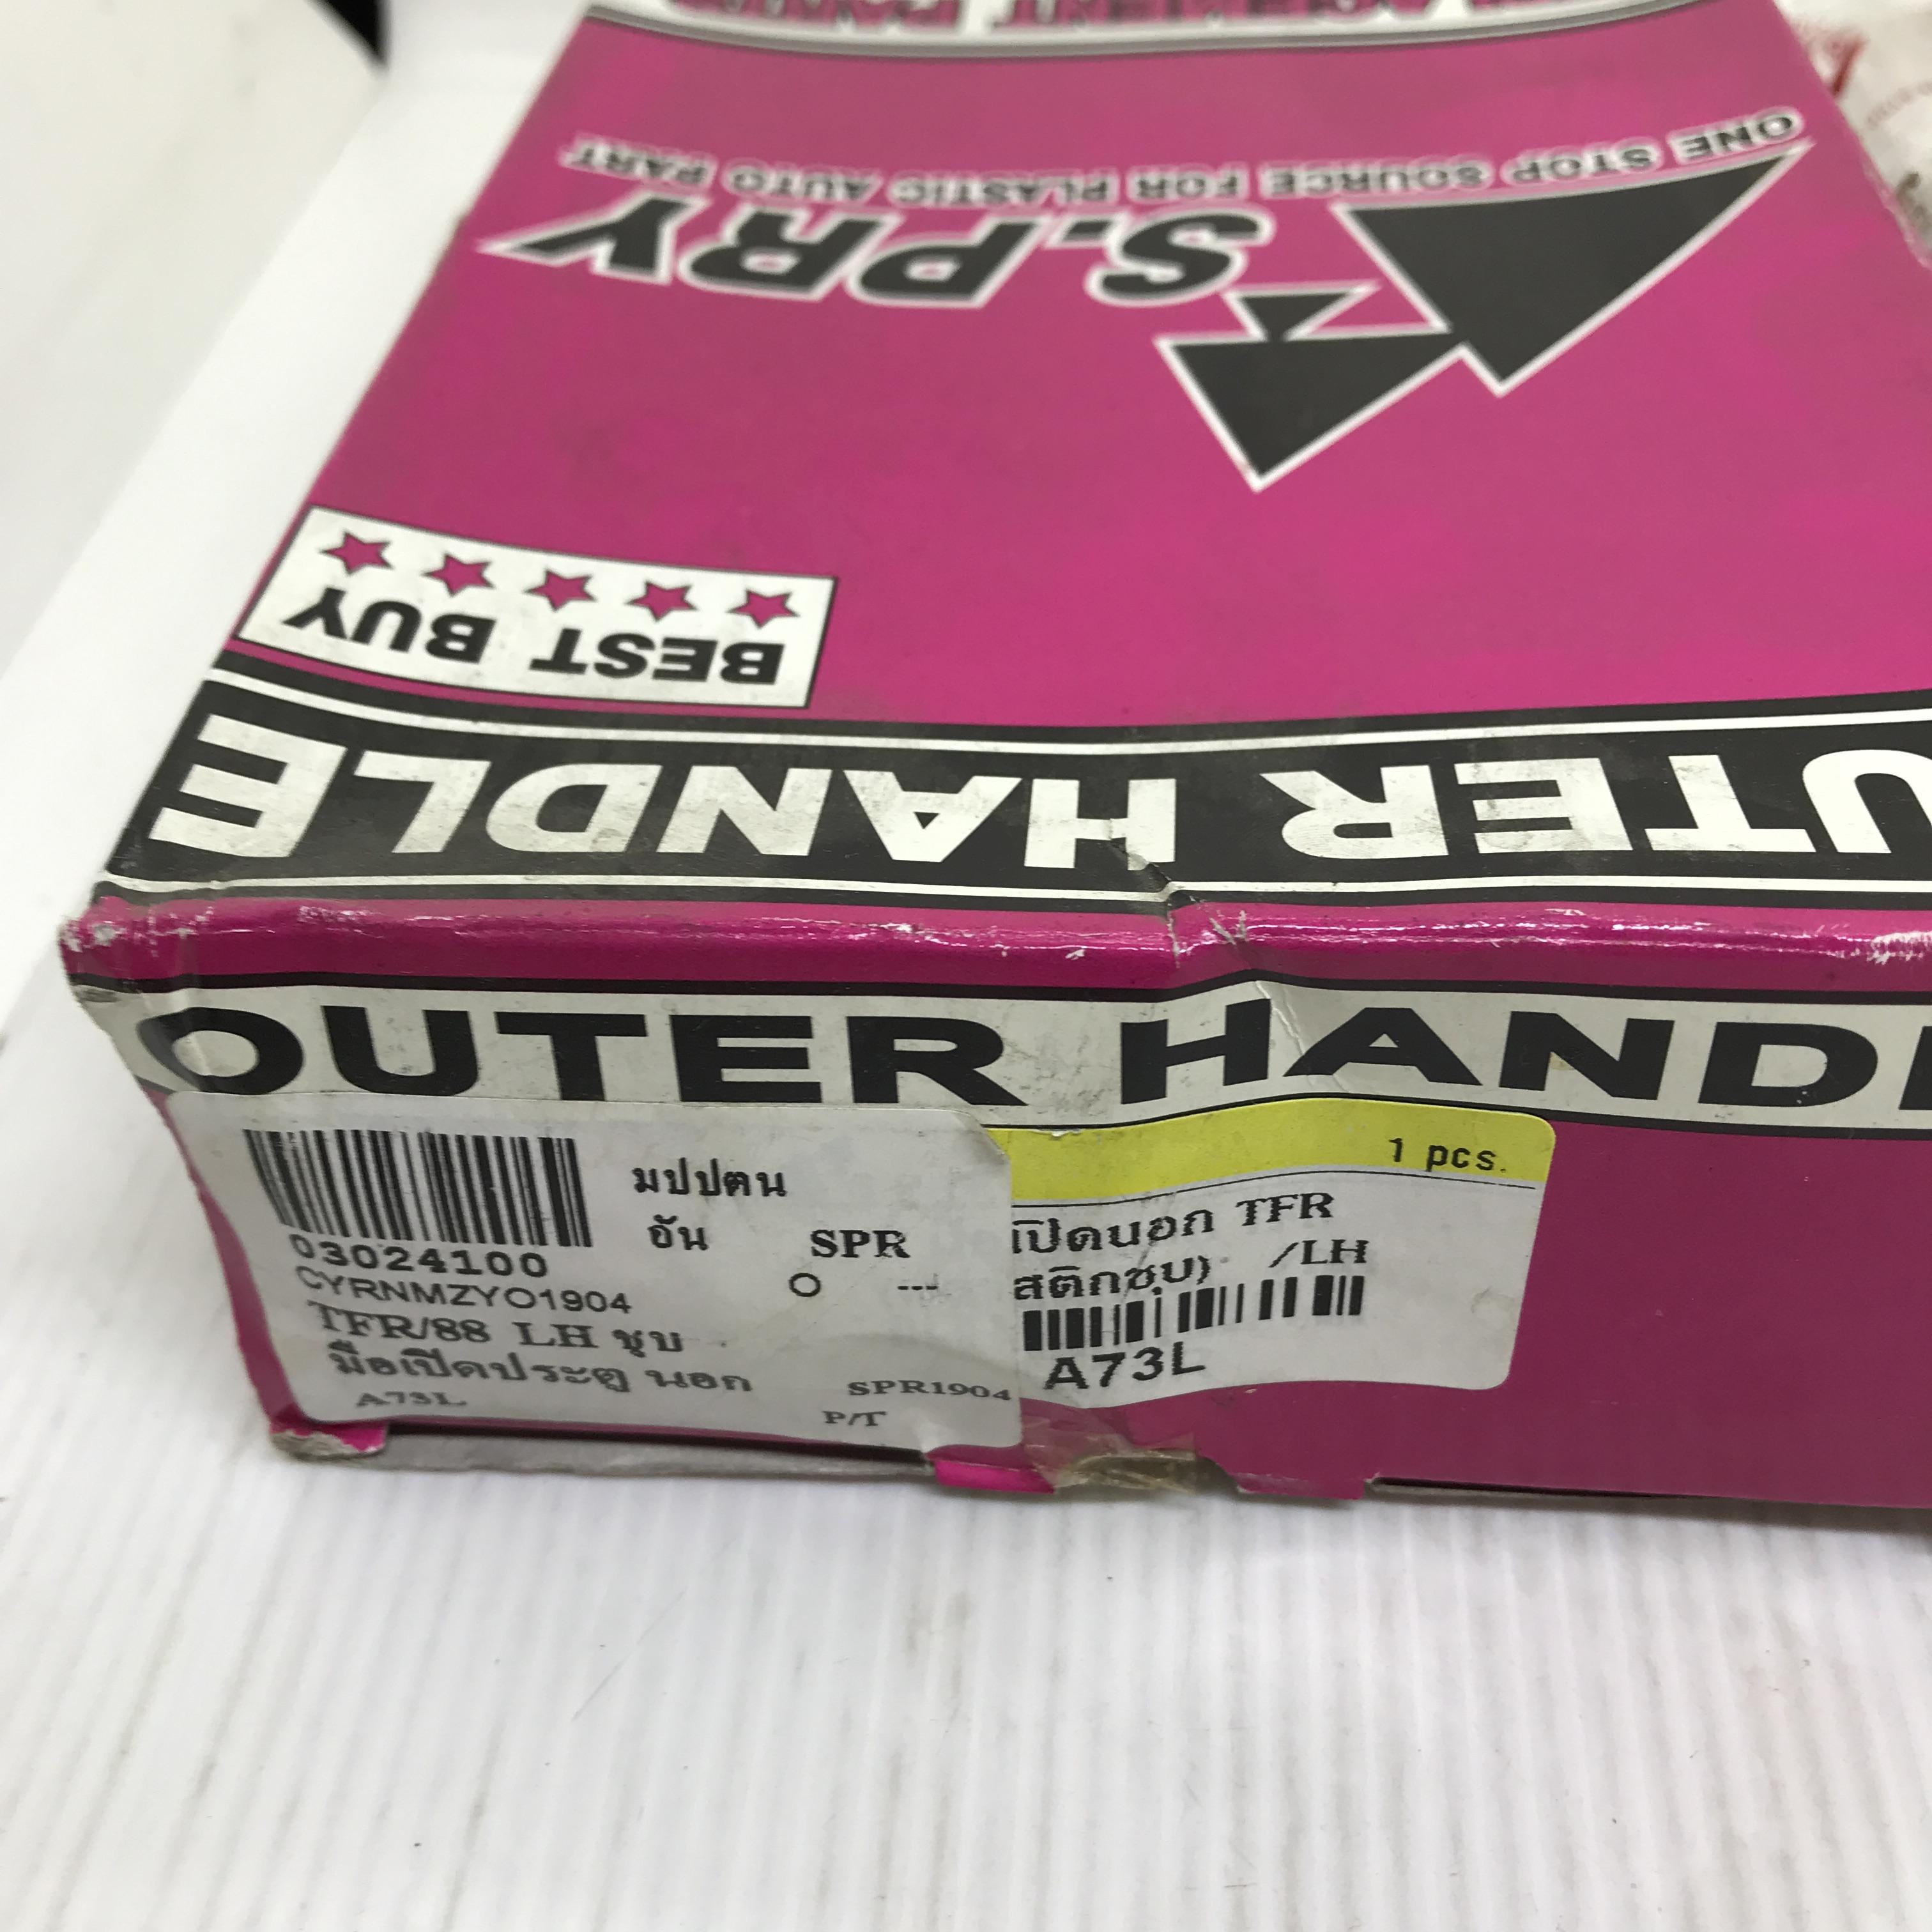 ONE STOP SOURCE FOR PLASTIC AUTO PART
S.PRY
BEST BUY
UTER HANDLE
OUTER HAND
03024100
CYRNMZYO1904
TFR/88 LH ชุบ
มือเปิดประตู นอก
A73L
มปปตน
อัน SPR
O ---
SPR1904
P/T
1 pcs.
เปิดนอก TFR
สติกชุบ) /LH
A73L